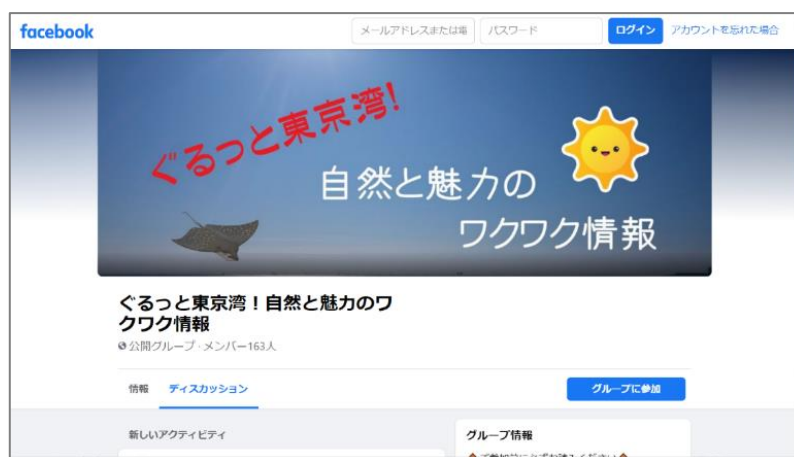 facebook
メールアドレスまたは電
パスワード
ログイン
アカウントを忘れた場合
ぐるっと東京湾!
自然と魅力の
ワクワク情報
ぐるっと東京湾！自然と魅力のワ
クワク情報
公開グループ · メンバー163人
情報
ディスカッション
グループに参加
新しいアクティビティ
グループ情報